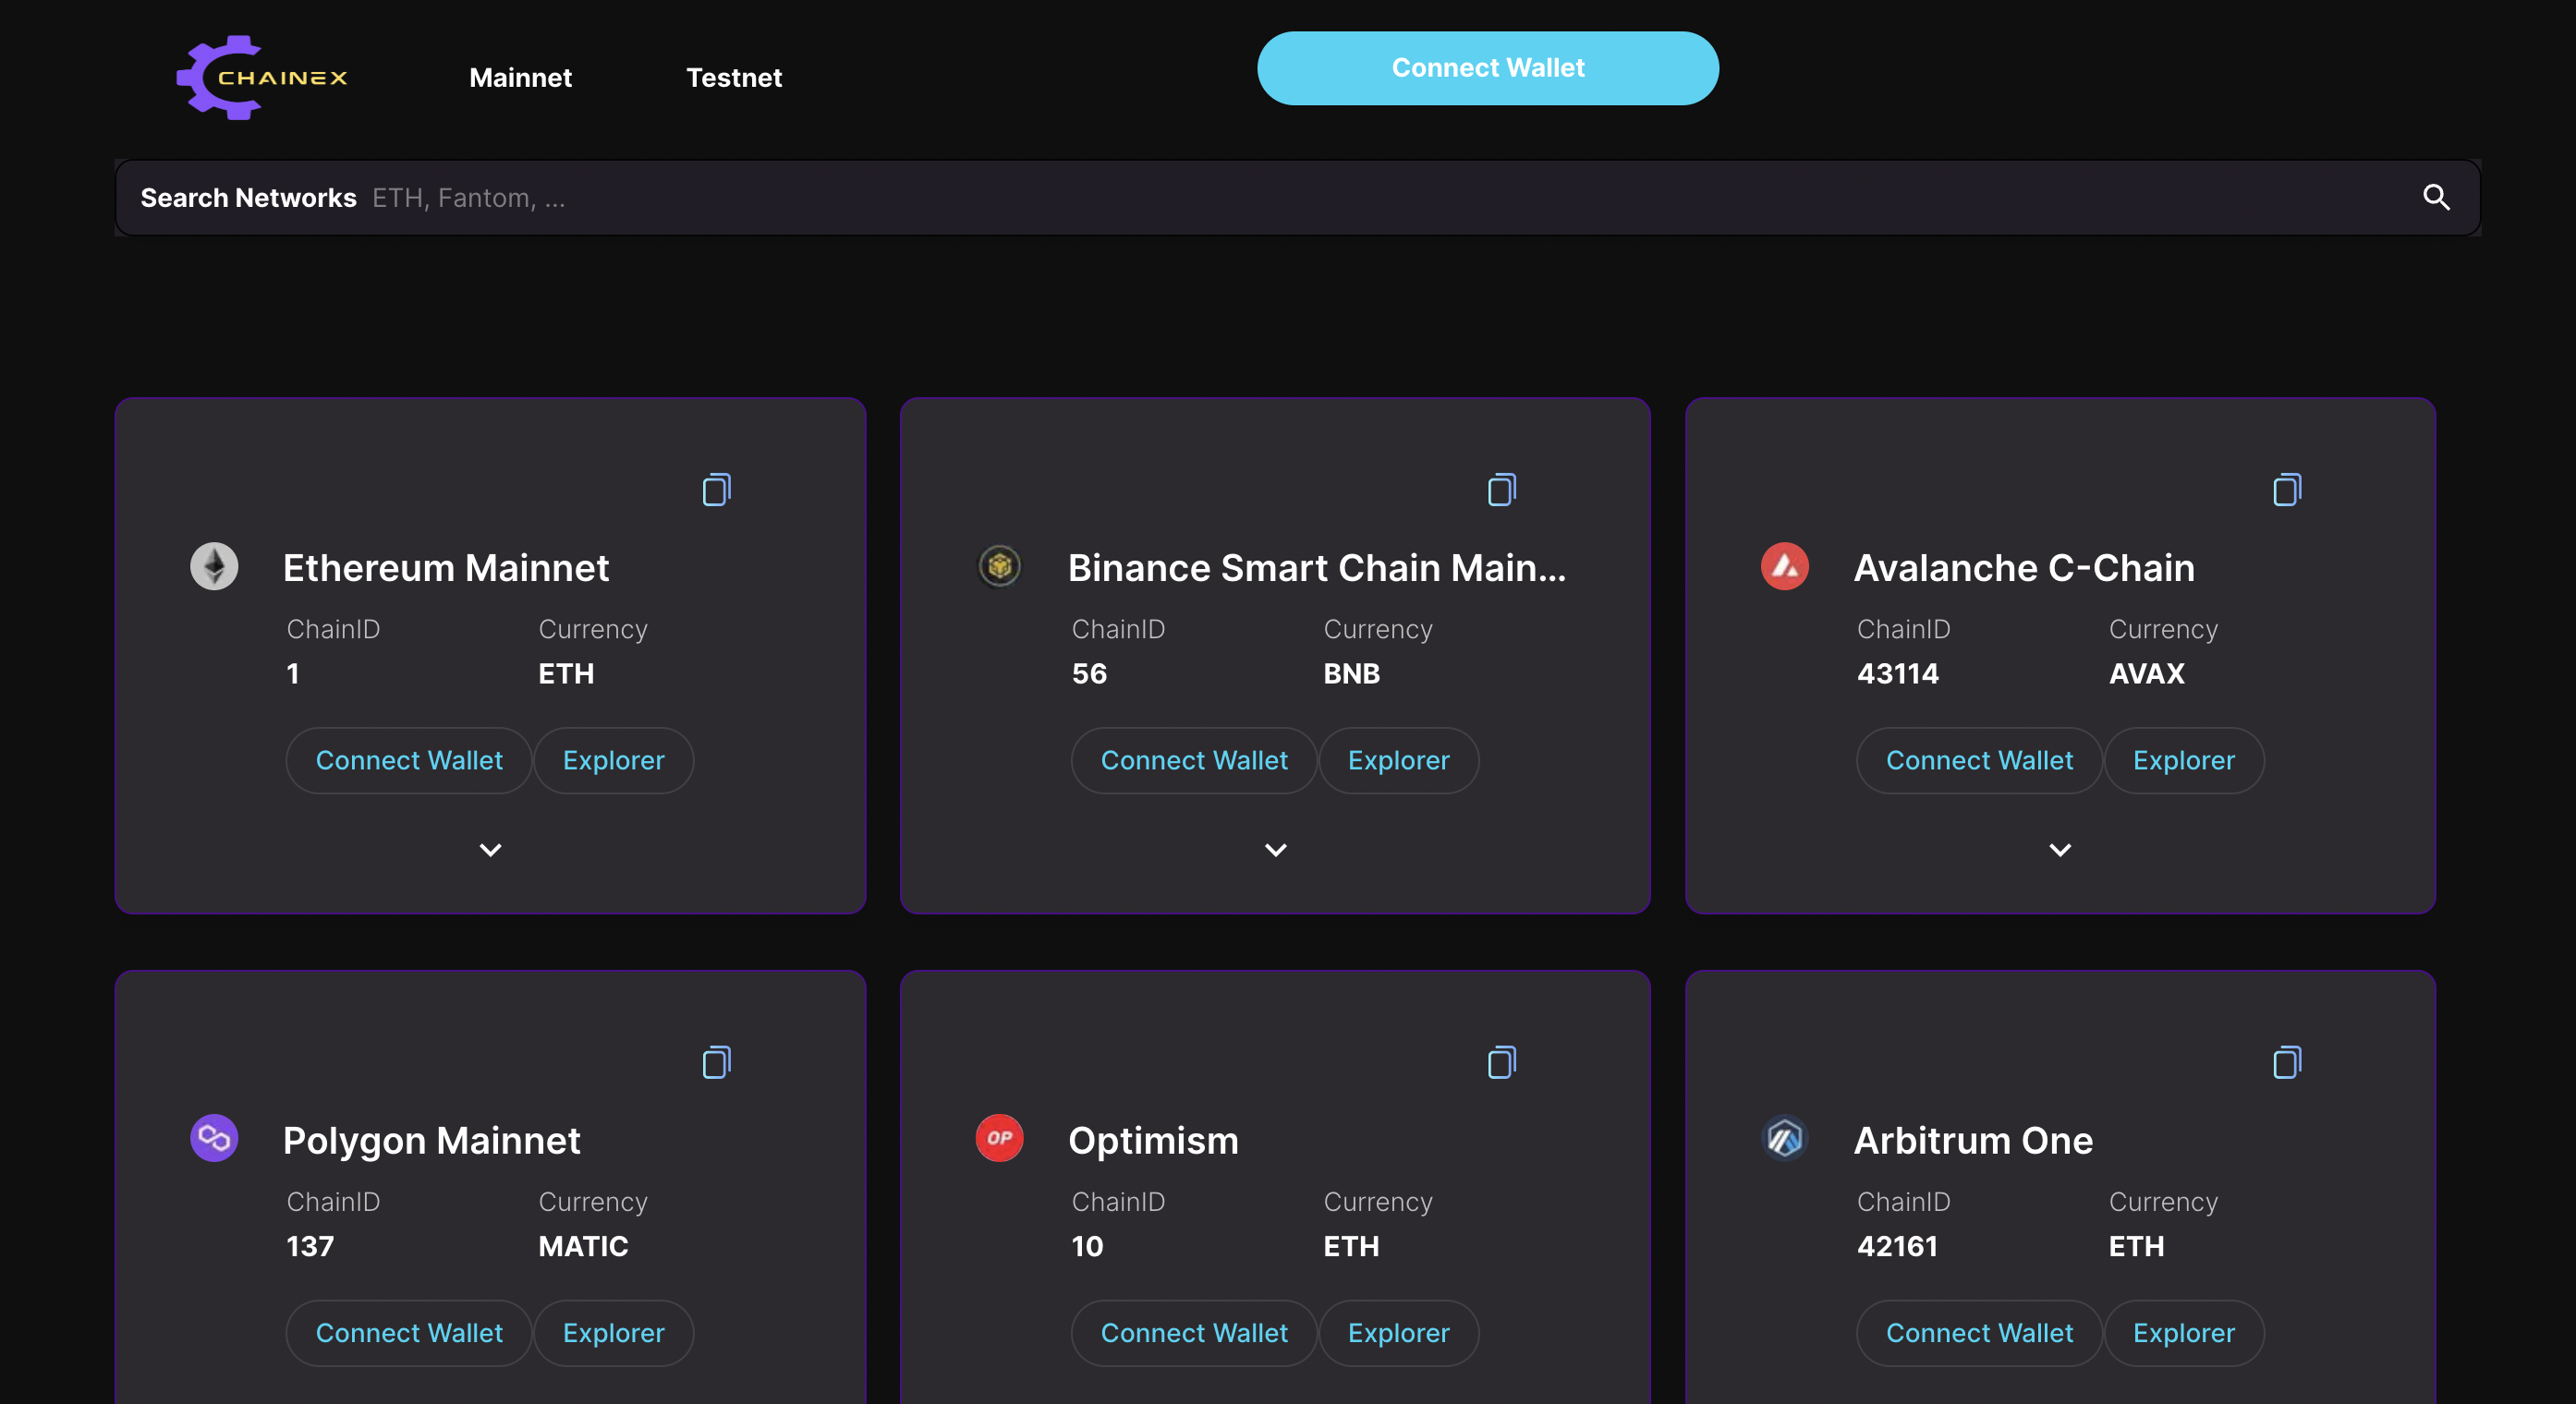 CHAINEX
Mainnet
Testnet
Connect Wallet
Search Networks ETH, Fantom, ...
Ethereum Mainnet
ChainID Currency
1 ETH
Connect Wallet Explorer
Binance Smart Chain Main...
ChainID Currency
56 BNB
Connect Wallet Explorer
Avalanche C-Chain
ChainID Currency
43114 AVAX
Connect Wallet Explorer
Polygon Mainnet
ChainID Currency
137 MATIC
Connect Wallet Explorer
OP
Optimism
ChainID Currency
10 ETH
Connect Wallet Explorer
Arbitrum One
ChainID Currency
42161 ETH
Connect Wallet Explorer